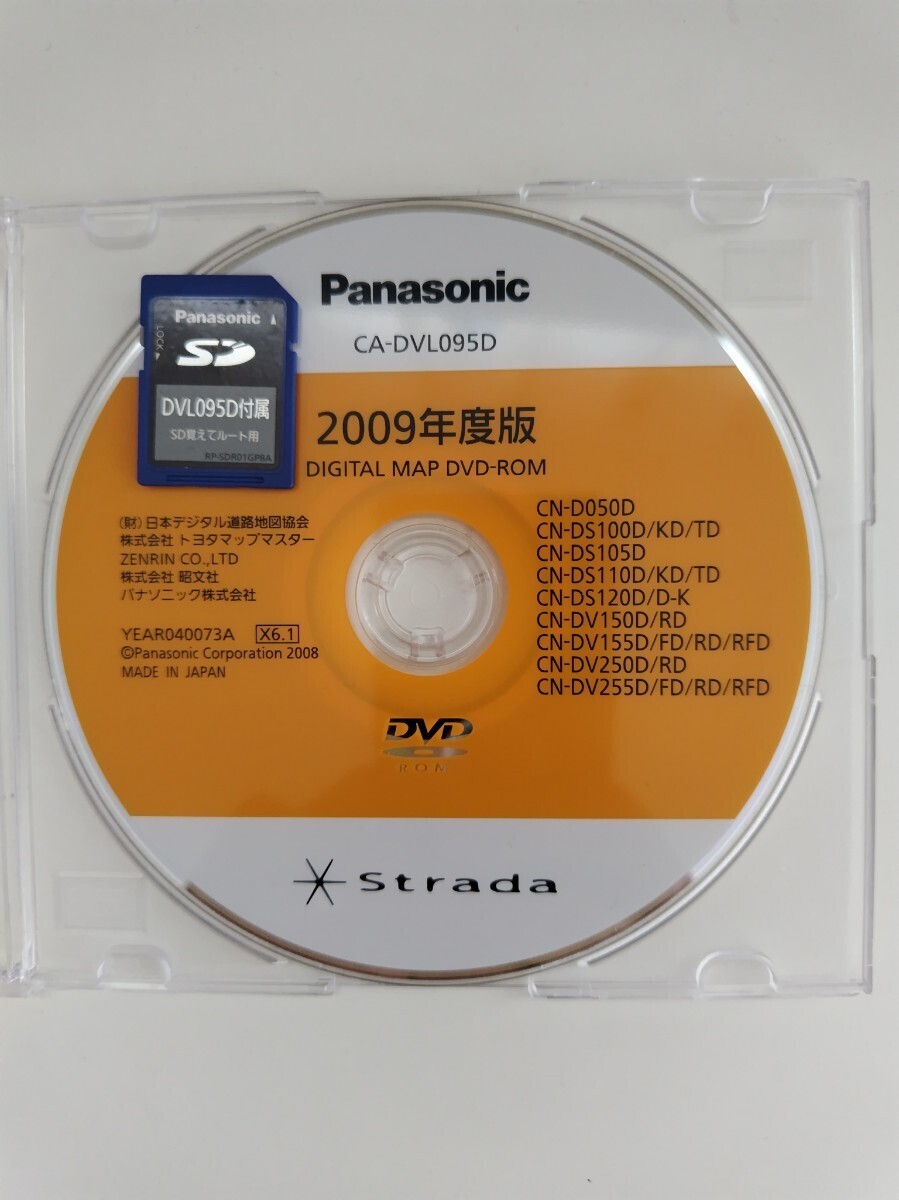 Panasonic
CA-DVL095D
Panasonic
LOCK
SD
DVL095D付属
SD覚えてルート用
RP-SDR01GPBA
2009年度版
DIGITAL MAP DVD-ROM
(財)日本デジタル道路地図協会
株式会社 トヨタマップマスター
ZENRIN CO.,LTD
株式会社 昭文社
パナソニック株式会社
YEAR040073A X6.1
©Panasonic Corporation 2008
MADE IN JAPAN
CN-D050D
CN-DS100D/KD/TD
CN-DS105D
CN-DS110D/KD/TD
CN-DS120D/D-K
CN-DV150D/RD
CN-DV155D/FD/RD/RFD
CN-DV250D/RD
CN-DV255D/FD/RD/RFD
DVD
ROM
Strada